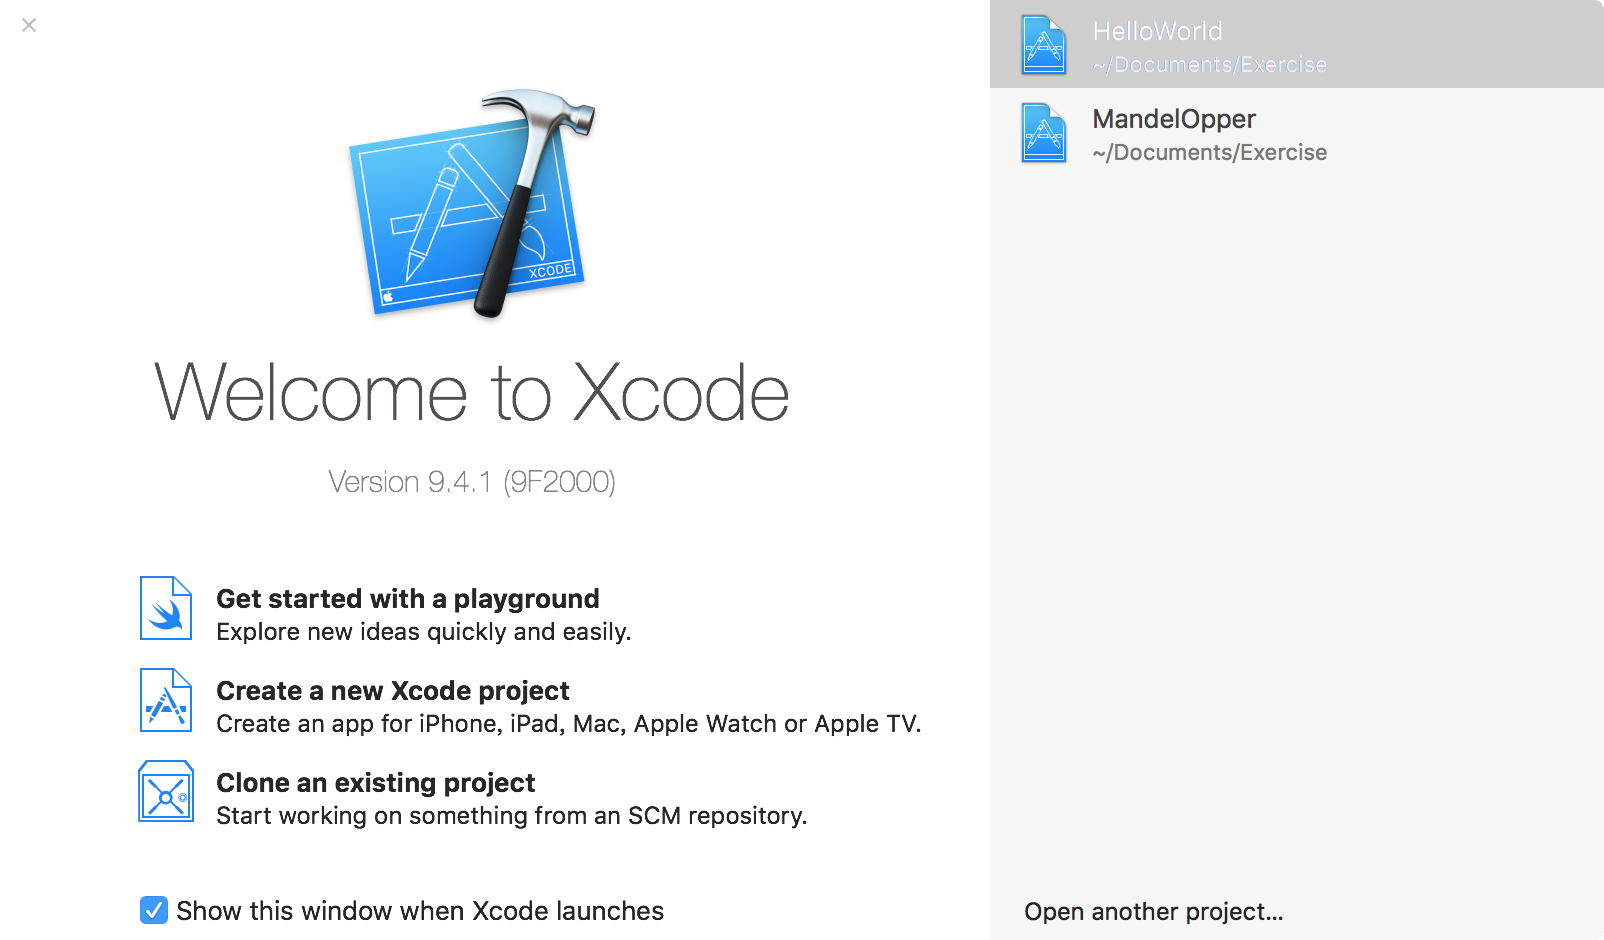 XCODE
Welcome to Xcode
Version 9.4.1 (9F2000)
Get started with a playground
Explore new ideas quickly and easily.
Create a new Xcode project
Create an app for iPhone, iPad, Mac, Apple Watch or Apple TV.
Clone an existing project
Start working on something from an SCM repository.
Show this window when Xcode launches
HelloWorld
~/Documents/Exercise
MandelOpper
~/Documents/Exercise
Open another project...